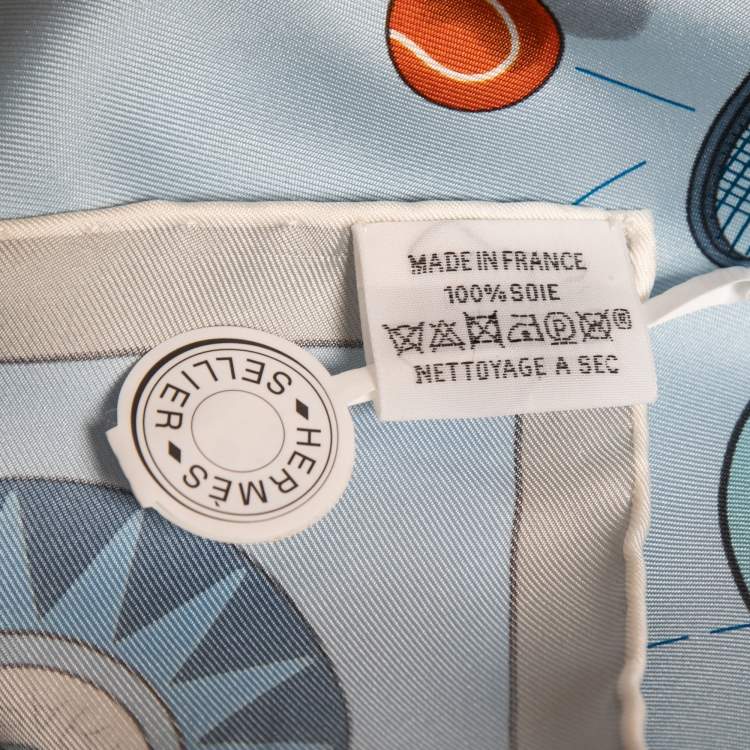 MADE IN FRANCE
100% SOIE
®
NETTOYAGE A SEC
HERMÈS
SELLIER